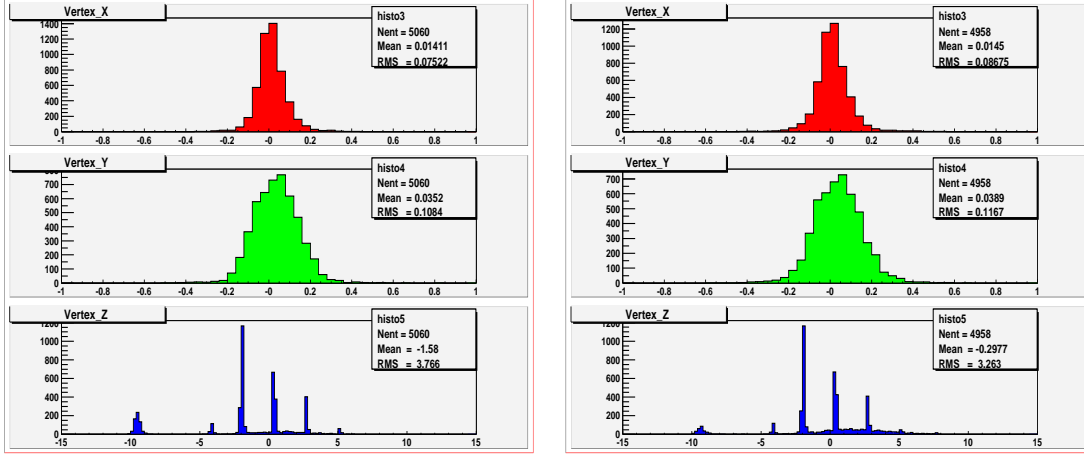 Vertex_X
histo3
Nent = 5060
Mean = 0.01411
RMS = 0.07522
1400
1200
1000
800
600
400
200
0
-1 -0.8 -0.6 -0.4 -0.2 -0 0.2 0.4 0.6 0.8 1
Vertex_Y
histo4
Nent = 5060
Mean = 0.0352
RMS = 0.1084
700
600
500
400
300
200
100
0
-1 -0.8 -0.6 -0.4 -0.2 -0 0.2 0.4 0.6 0.8 1
Vertex_Z
histo5
Nent = 5060
Mean = -1.58
RMS = 3.766
1200
1000
800
600
400
200
0
-15 -10 -5 0 5 10 15
Vertex_X
histo3
Nent = 4958
Mean = 0.0145
RMS = 0.08675
1200
1000
800
600
400
200
0
-1 -0.8 -0.6 -0.4 -0.2 -0 0.2 0.4 0.6 0.8 1
Vertex_Y
histo4
Nent = 4958
Mean = 0.0389
RMS = 0.1167
700
600
500
400
300
200
100
0
-1 -0.8 -0.6 -0.4 -0.2 -0 0.2 0.4 0.6 0.8 1
Vertex_Z
histo5
Nent = 4958
Mean = -0.2977
RMS = 3.263
1200
1000
800
600
400
200
0
-15 -10 -5 0 5 10 15